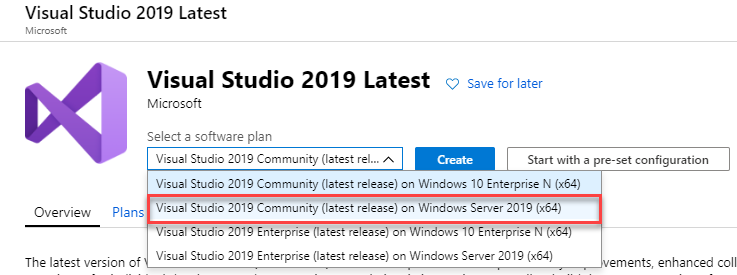 Visual Studio 2019 Latest
Microsoft
Visual Studio 2019 Latest
Save for later
Microsoft
Select a software plan
Visual Studio 2019 Community (latest rel...
Create
Start with a pre-set configuration
Visual Studio 2019 Community (latest release) on Windows 10 Enterprise N (x64)
Visual Studio 2019 Community (latest release) on Windows Server 2019 (x64)
Overview
Plans
Visual Studio 2019 Enterprise (latest release) on Windows 10 Enterprise N (x64)
Visual Studio 2019 Enterprise (latest release) on Windows Server 2019 (x64)
The latest version of V
provements, enhanced coll